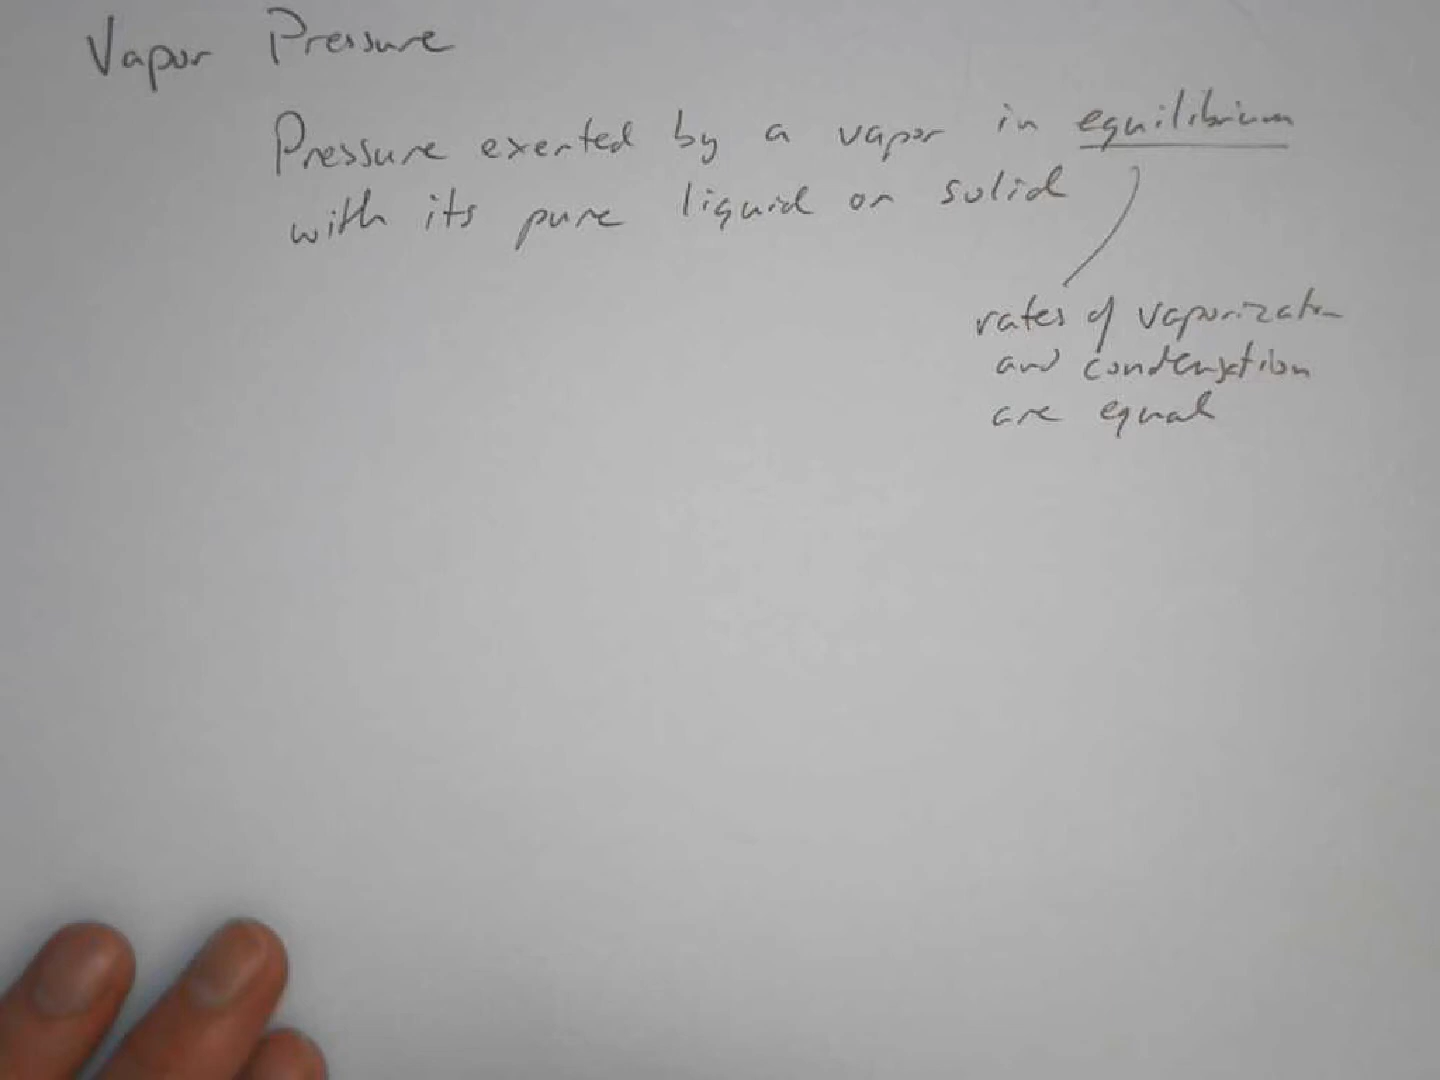 Vapor Pressure
Pressure exerted by a vapor in equilibrium
with its pure liquid or solid
rates of vaporization
and condensation
are equal